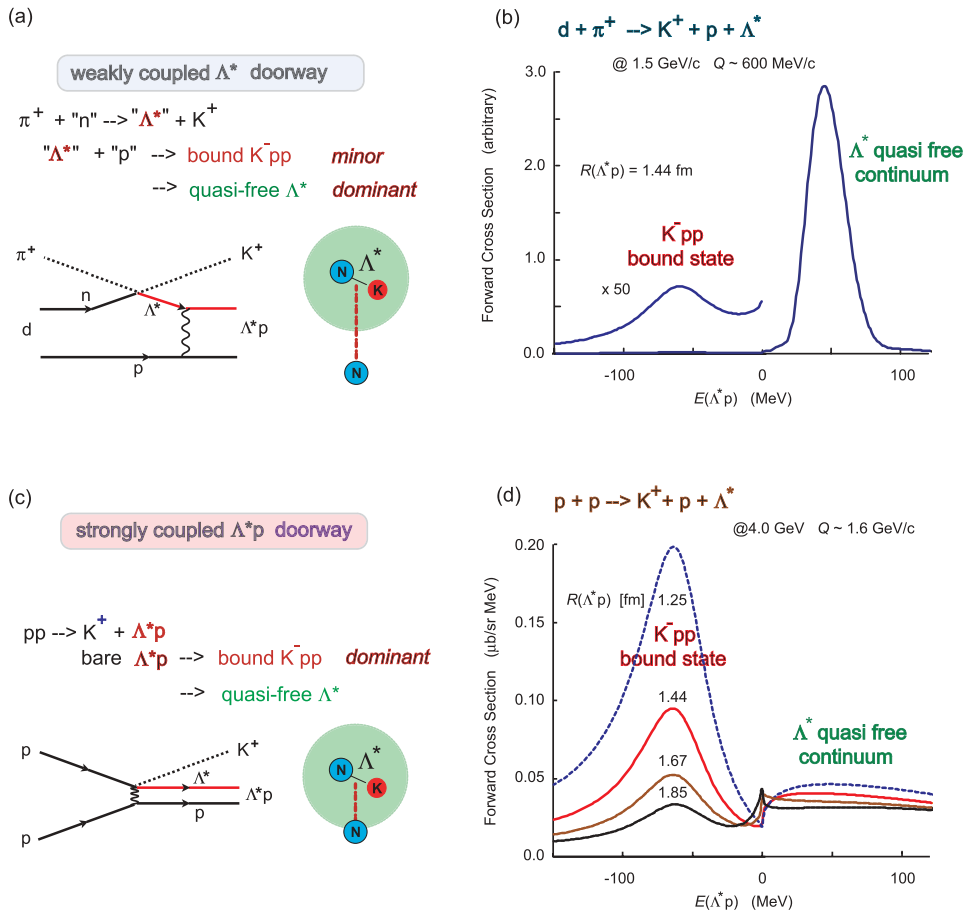 (a)
weakly coupled Λ* doorway
π⁺ + "n" --> "Λ*" + K⁺
"Λ*" + "p" --> bound K⁻pp minor
--> quasi-free Λ* dominant
π⁺
K⁺
n
Λ*
d
Λ*p
p
Λ*
N
K
N
(b)
d + π⁺ --> K⁺ + p + Λ*
@ 1.5 GeV/c Q ~ 600 MeV/c
Forward Cross Section (arbitrary)
3.0
2.0
1.0
0.0
R(Λ*p) = 1.44 fm
Λ* quasi free
continuum
K⁻pp
bound state
x 50
-100
0
100
E(Λ*p) (MeV)
(c)
strongly coupled Λ*p doorway
pp --> K⁺ + Λ*p
bare Λ*p --> bound K⁻pp dominant
--> quasi-free Λ*
p
K⁺
Λ*
Λ*p
p
p
Λ*
N
K
N
(d)
p + p --> K⁺ + p + Λ*
@4.0 GeV Q ~ 1.6 GeV/c
Forward Cross Section (μb/sr MeV)
0.20
0.15
0.10
0.05
0.0
R(Λ*p) [fm] 1.25
K⁻pp
bound state
1.44
1.67
1.85
Λ* quasi free
continuum
-100
0
100
E(Λ*p) (MeV)